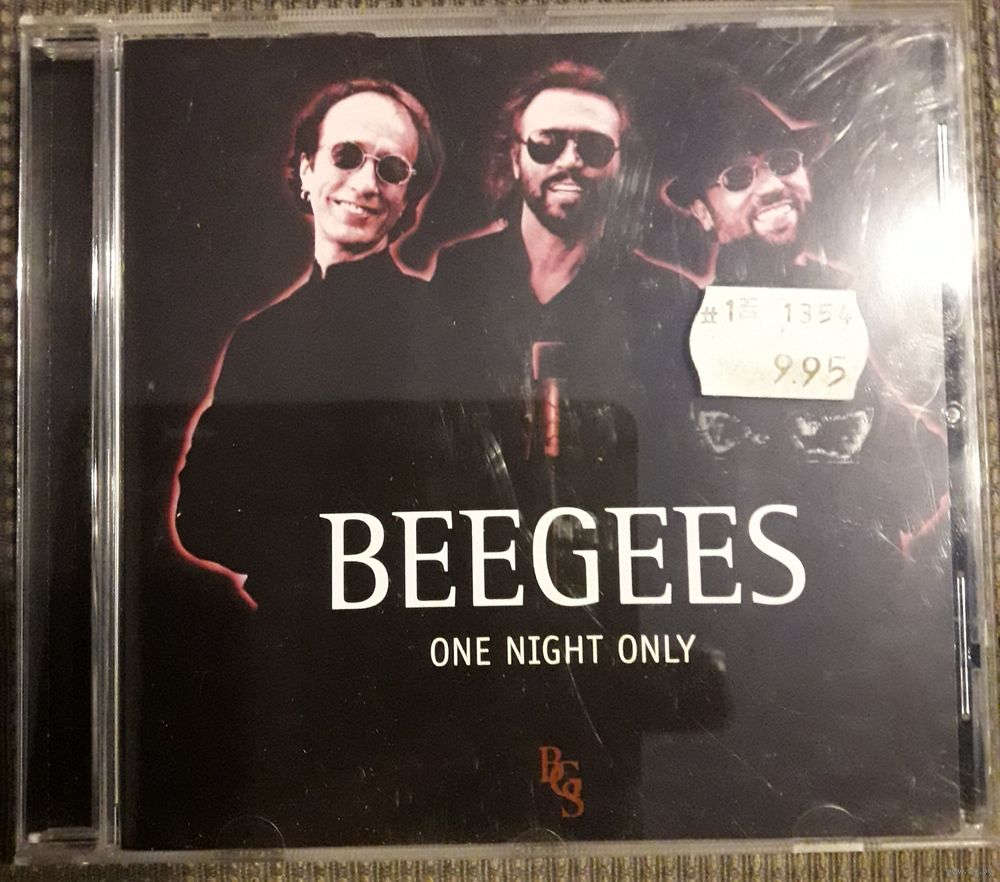 #1 1354
9.95
BEEGEES
ONE NIGHT ONLY
BGS